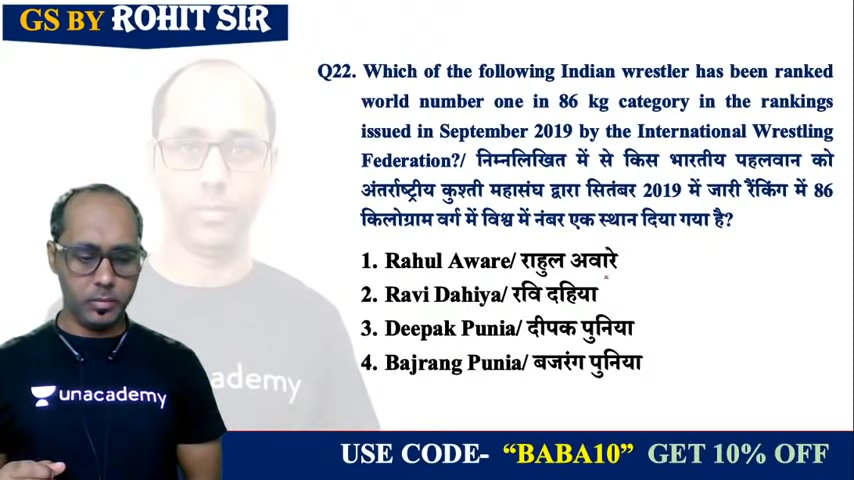 GS BY ROHIT SIR
Q22. Which of the following Indian wrestler has been ranked
world number one in 86 kg category in the rankings
issued in September 2019 by the International Wrestling
Federation?/ निम्नलिखित में से किस भारतीय पहलवान को
अंतर्राष्ट्रीय कुश्ती महासंघ द्वारा सितंबर 2019 में जारी रैंकिंग में 86
किलोग्राम वर्ग में विश्व में नंबर एक स्थान दिया गया है?
1. Rahul Aware/ राहुल अवारे
2. Ravi Dahiya/ रवि दहिया
3. Deepak Punia/ दीपक पुनिया
4. Bajrang Punia/ बजरंग पुनिया
ademy
unacademy
USE CODE- “BABA10” GET 10% OFF